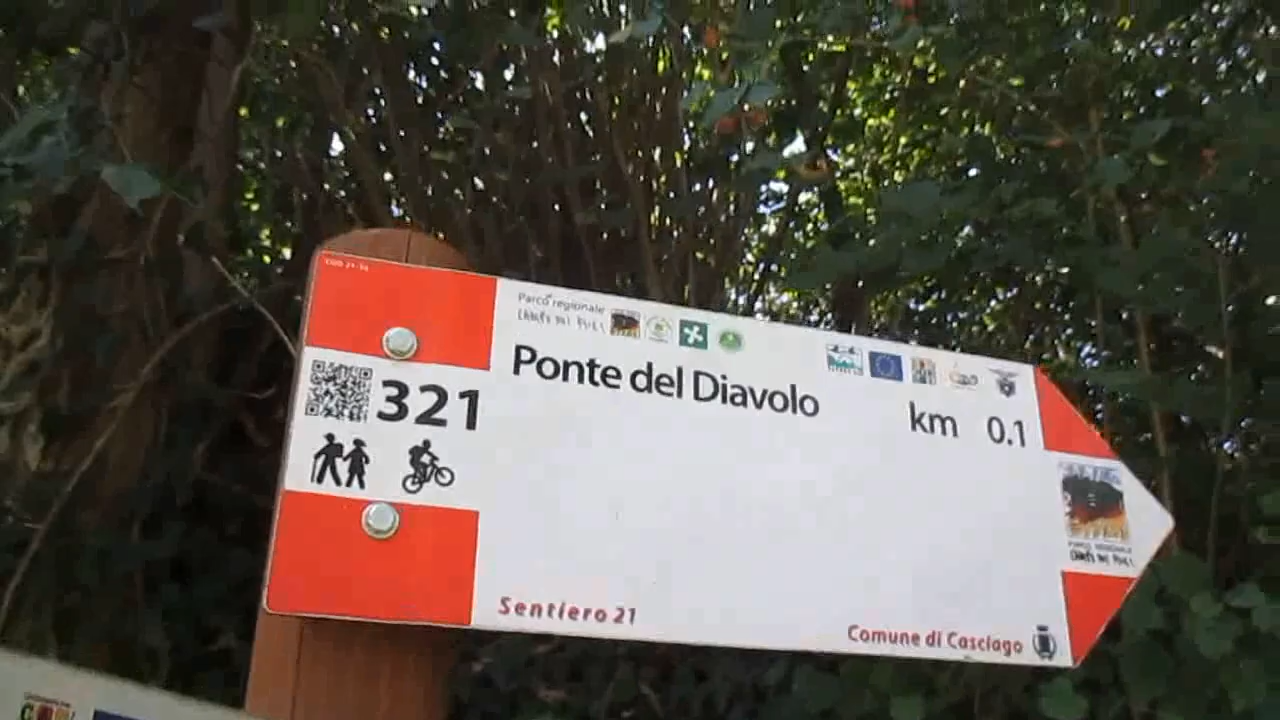 Parco regionale
Ponte del Diavolo
km 0.1
321
Sentiero 21
Comune di Casciago